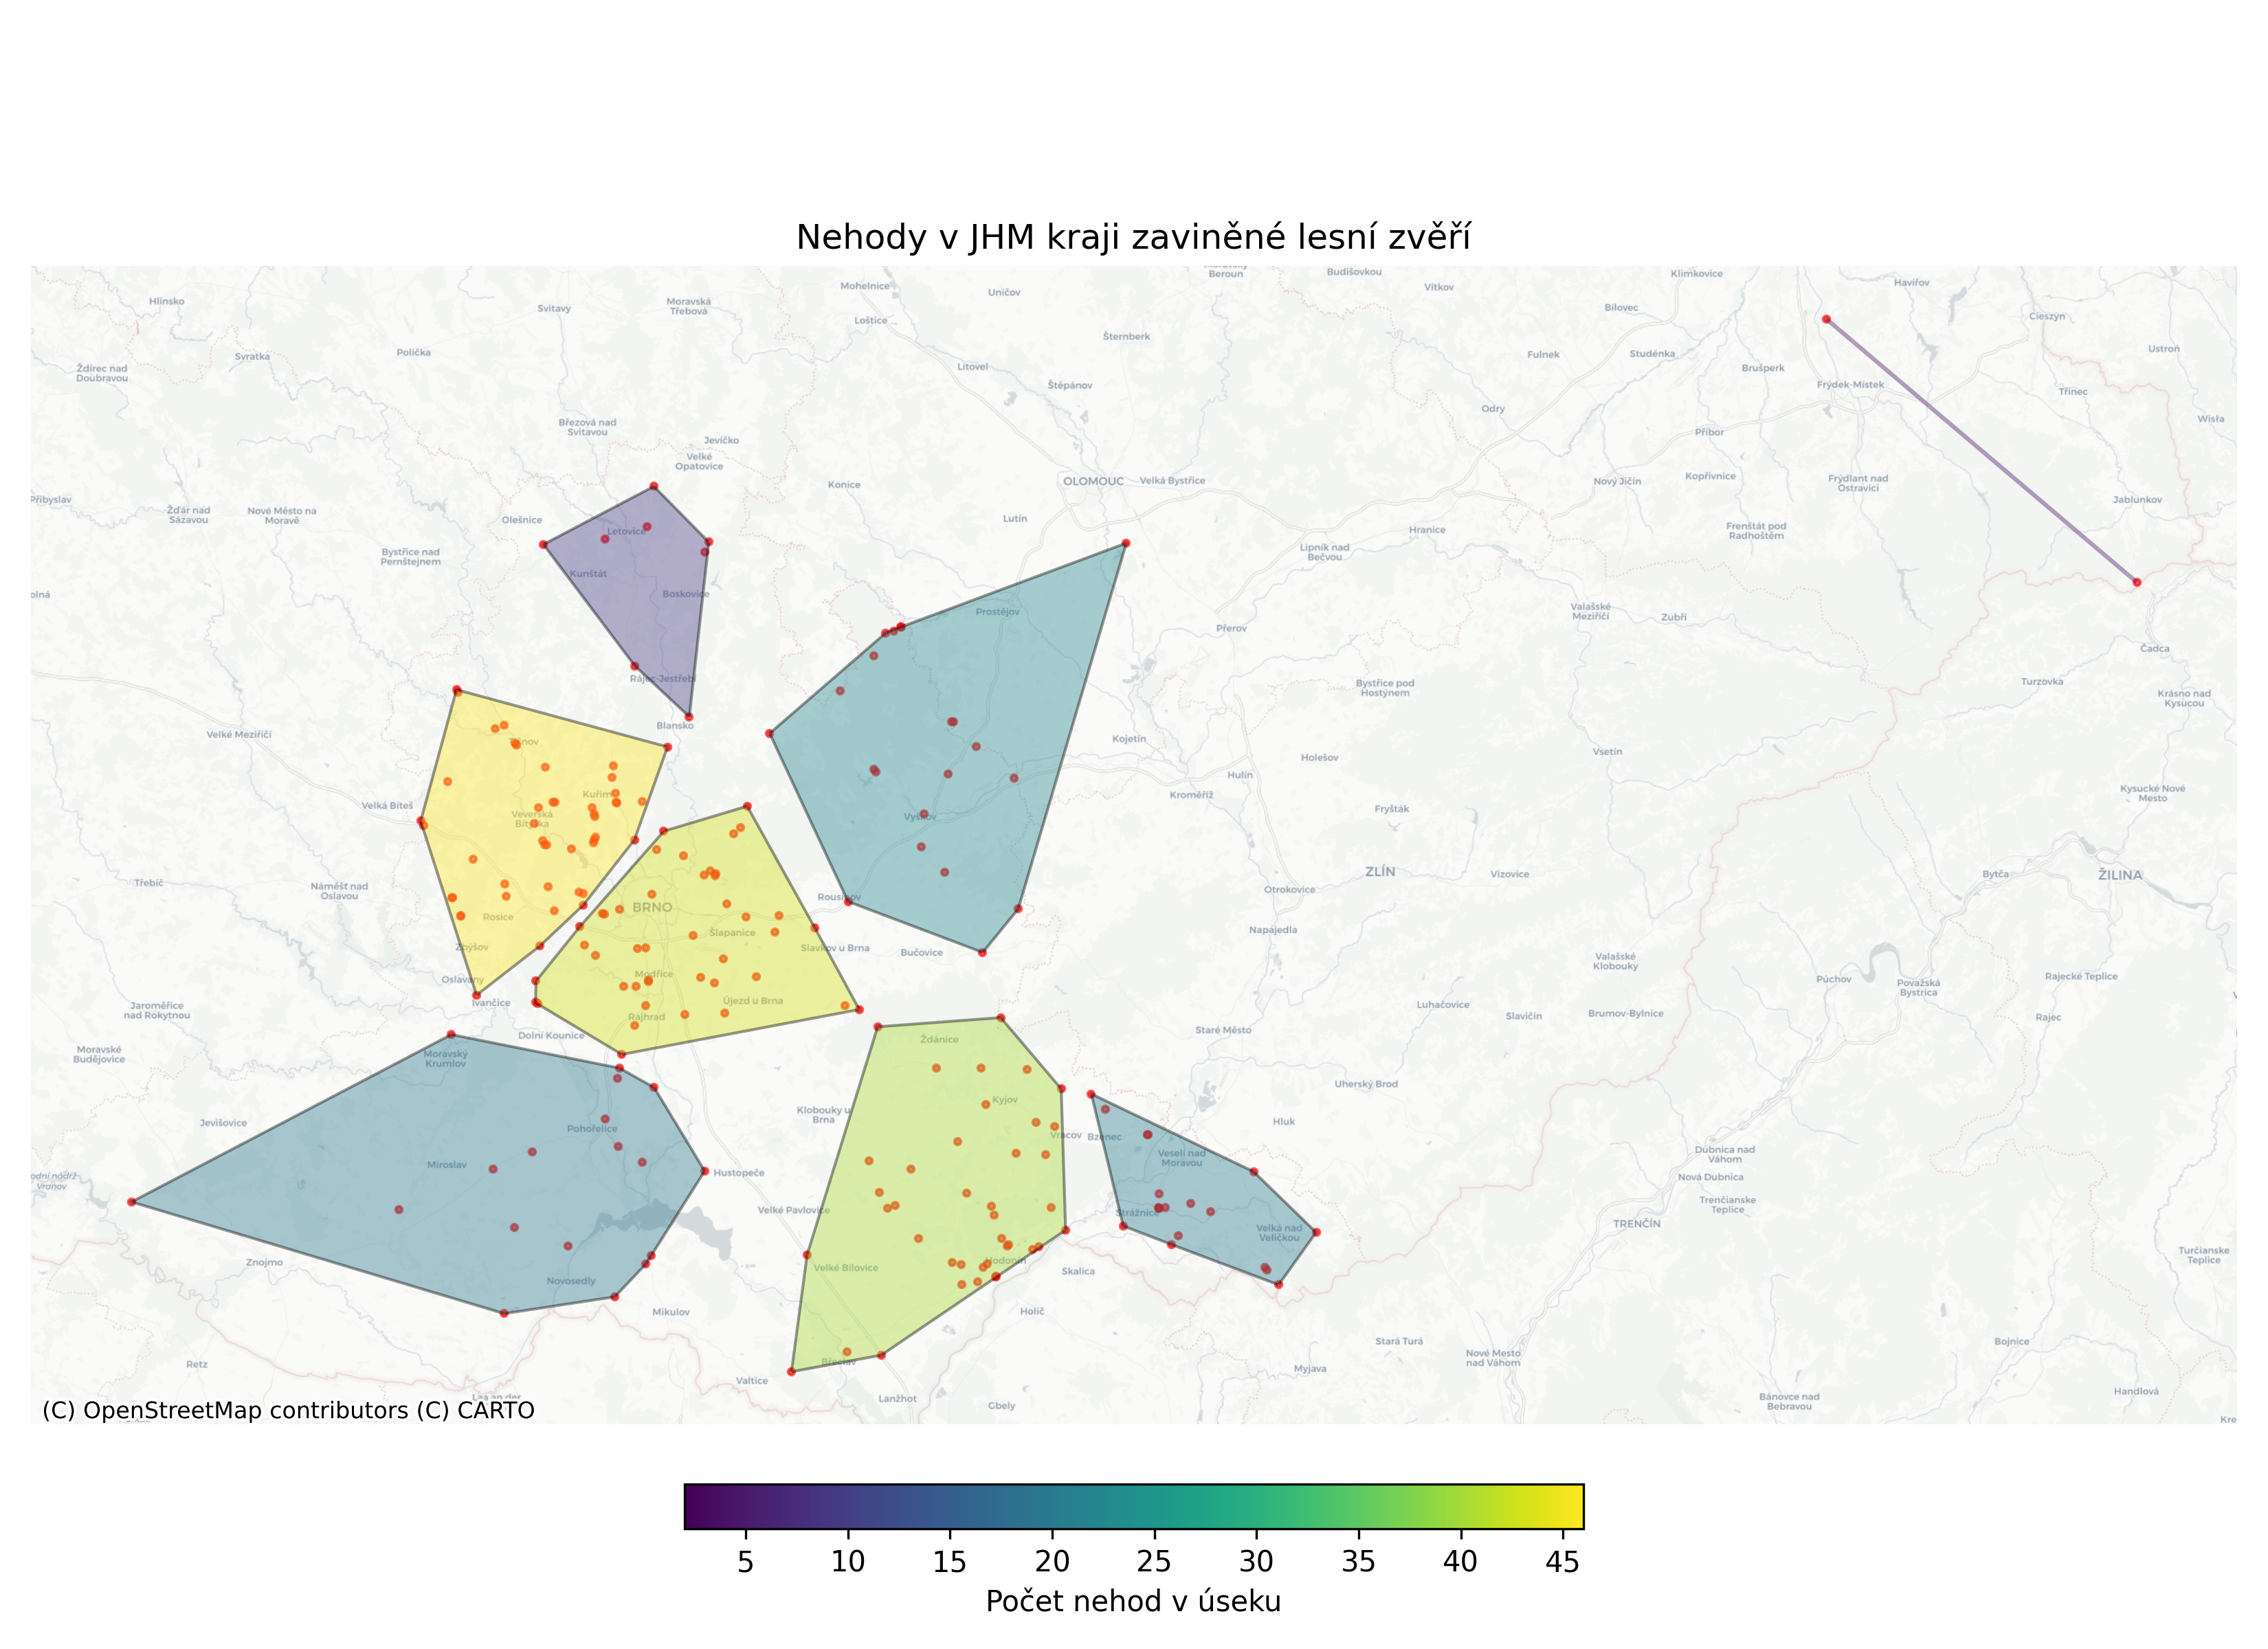 Nehody v JHM kraji zaviněné lesní zvěří
Beroun
Budišovkou
Klimkovice
Havířov
Mohelnice
Uničov
Vítkov
Hlinsko
Svitavy
Moravská
Třebová
Bílovec
Cieszyn
Loštice
Šternberk
Ustroń
Svratka
Polička
Fulnek
Studénka
Ždírec nad
Doubravou
Litovel
Brušperk
Štěpánov
Frýdek-Místek
Třinec
Odry
Wisła
Březová nad
Svitavou
Jevíčko
Příbor
Velké
Opatovice
OLOMOUC
Velká Bystřice
Nový Jičín
Kopřivnice
Frýdlant nad
Ostravicí
Konice
Jablunkov
Přibyslav
Žďár nad
Sázavou
Nové Město na
Moravě
Olešnice
Lutín
Letovice
Hranice
Frenštát pod
Radhoštěm
Bystřice nad
Pernštejnem
Lipník nad
Bečvou
Kunštát
Boskovice
Prostějov
Valašské
Meziříčí
Zubří
Přerov
Čadca
Rájec-Jestřebí
Bystřice pod
Hostýnem
Turzovka
Krásno nad
Kysucou
Blansko
Velké Meziříčí
Kojetín
Vsetín
Holešov
Hulín
Kuřim
Kroměříž
Kysucké Nové
Mesto
Velká Bíteš
Fryšták
Veverská
Vyškov
ZLÍN
Vizovice
Bytča
ŽILINA
Třebíč
Náměšť nad
Oslavou
Otrokovice
Rousínov
BRNO
Rosice
Šlapanice
Napajedla
Zbýšov
Slavkov u Brna
Bučovice
Valašské
Klobouky
Modřice
Oslavany
Púchov
Považská
Bystrica
Rajecké Teplice
Ivančice
Újezd u Brna
Luhačovice
Jaroměřice
nad Rokytnou
Rajhrad
Slavičín
Brumov-Bylnice
Rajec
Staré Město
Dolní Kounice
Ždánice
Moravské
Budějovice
Moravský
Krumlov
Uherský Brod
Kyjov
Klobouky u
Brna
Jevišovice
Hluk
Pohořelice
Vracov
Bzenec
Dubnica nad
Váhom
Miroslav
Veselí nad
Moravou
Hustopeče
Nová Dubnica
Vranov
Trenčianske
Teplice
Velké Pavlovice
Strážnice
TRENČÍN
Velká nad
Veličkou
Turčianske
Teplice
Znojmo
Hodonín
Velké Bílovice
Skalica
Novosedly
Mikulov
Holíč
Stará Turá
Bojnice
Retz
Břeclav
Nové Mesto
nad Váhom
Myjava
Valtice
Handlová
Lanžhot
Gbely
Bánovce nad
Bebravou
(C) OpenStreetMap contributors (C) CARTO
5 10 15 20 25 30 35 40 45
Počet nehod v úseku